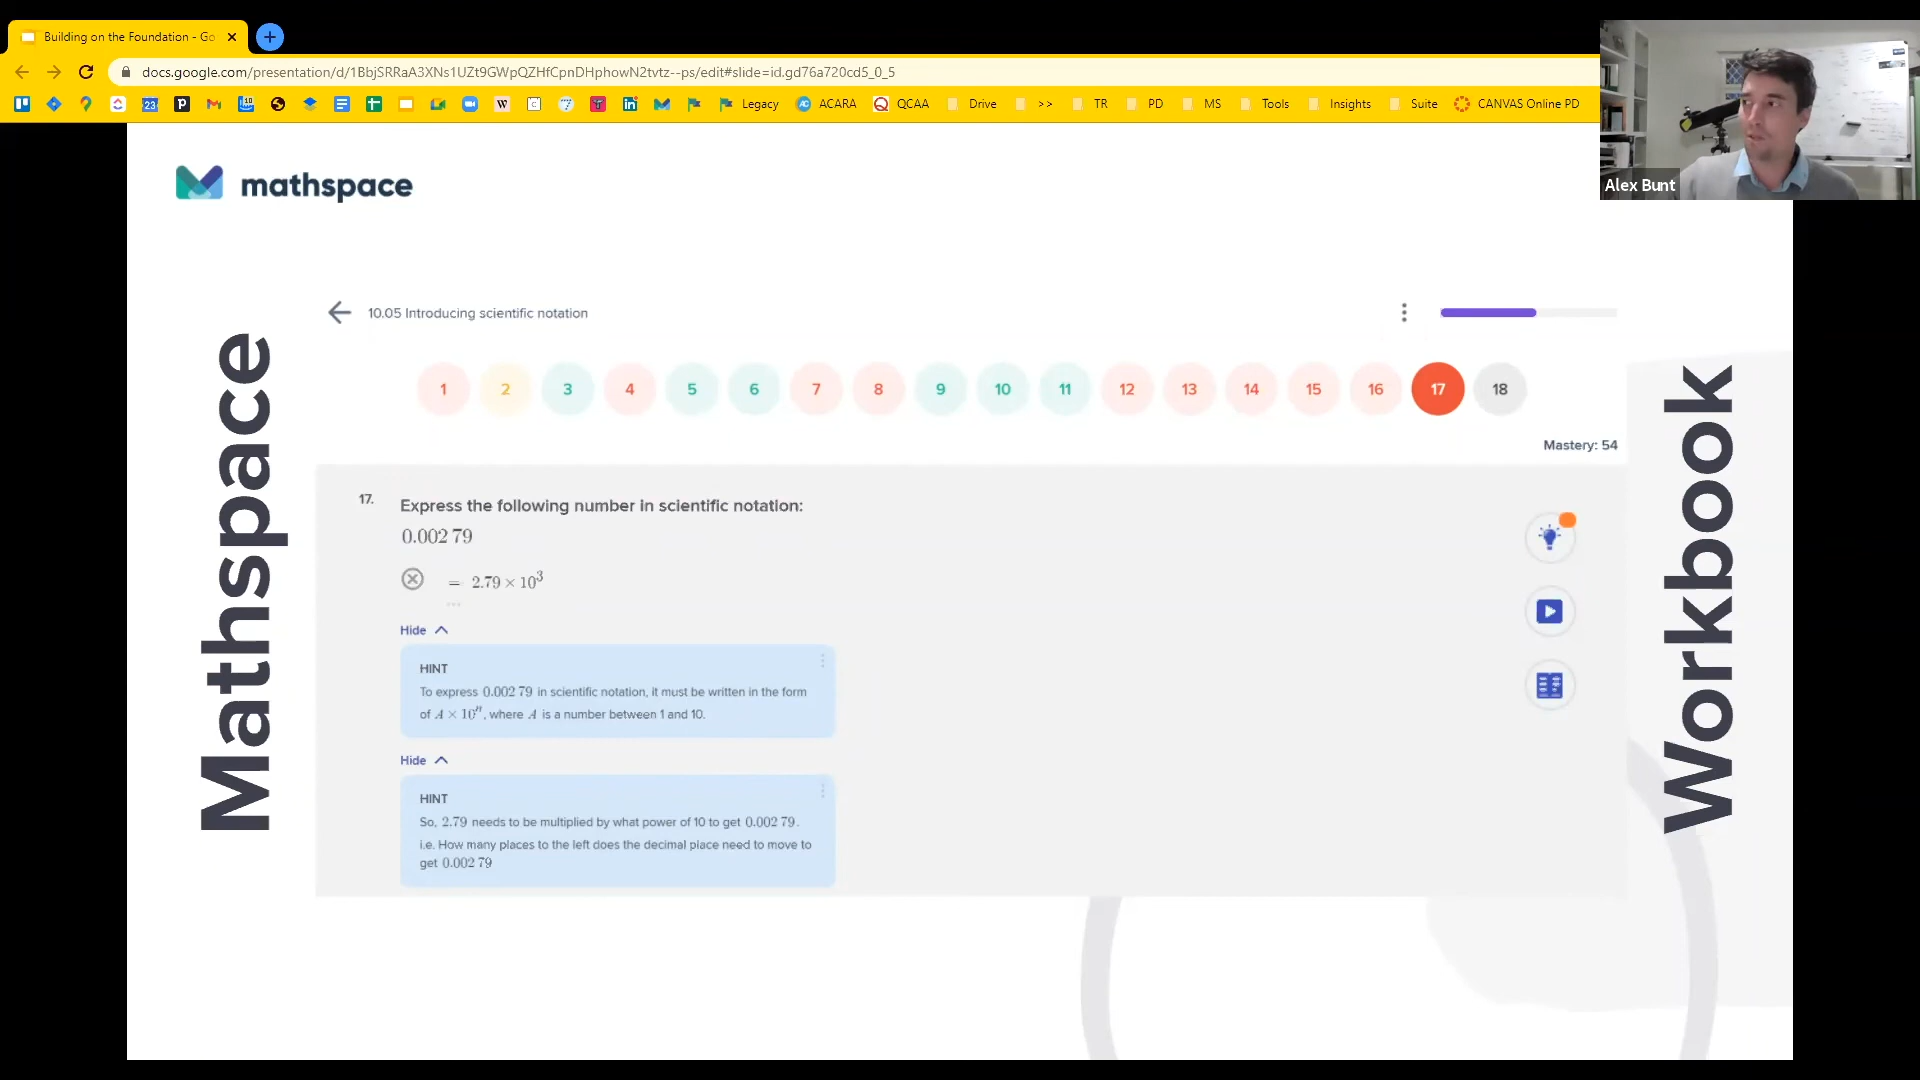 Building on the Foundation - Go
docs.google.com/presentation/d/1BbjSRRaA3XNs1UZt9GWpQZHfCpnDHphowN2tvtz--ps/edit#slide=id.gd76a720cd5_0_5
Legacy ACARA QCAA Drive >> TR PD MS Tools Insights Suite CANVAS Online PD
Alex Bunt
mathspace
Mathspace
10.05 Introducing scientific notation
1 2 3 4 5 6 7 8 9 10 11 12 13 14 15 16 17 18
Mastery: 54
17. Express the following number in scientific notation:
0.002 79
= 2.79 × 10³
...
Hide
HINT
To express 0.002 79 in scientific notation, it must be written in the form
of A × 10ⁿ, where A is a number between 1 and 10.
Hide
HINT
So, 2.79 needs to be multiplied by what power of 10 to get 0.002 79.
i.e. How many places to the left does the decimal place need to move to
get 0.002 79
Workbook